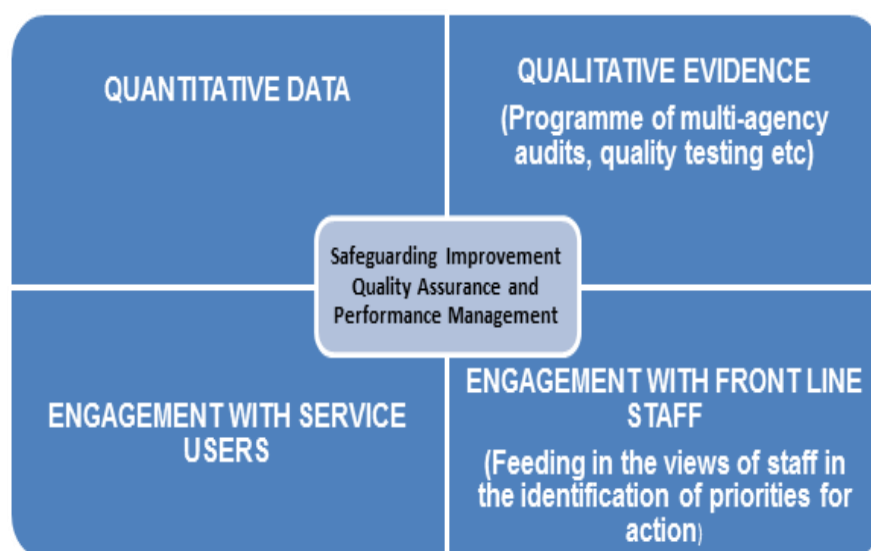 QUANTITATIVE DATA
QUALITATIVE EVIDENCE
(Programme of multi-agency
audits, quality testing etc)
Safeguarding Improvement
Quality Assurance and
Performance Management
ENGAGEMENT WITH SERVICE
USERS
ENGAGEMENT WITH FRONT LINE
STAFF
(Feeding in the views of staff in
the identification of priorities for
action)